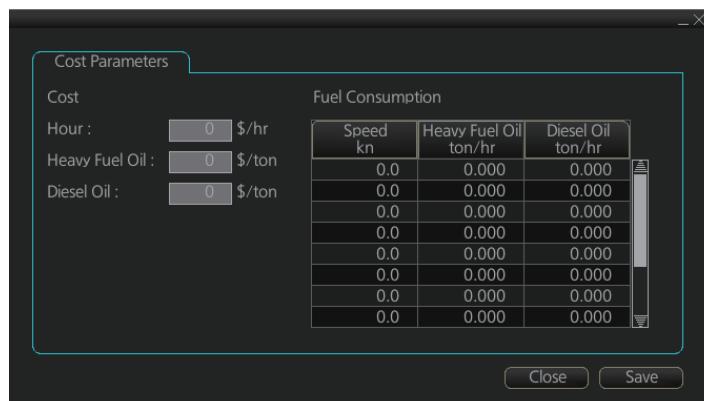 Cost Parameters
Cost
Hour : 0 $/hr
Heavy Fuel Oil : 0 $/ton
Diesel Oil : 0 $/ton
Fuel Consumption
Speed kn Heavy Fuel Oil ton/hr Diesel Oil ton/hr
0.0 0.000 0.000
0.0 0.000 0.000
0.0 0.000 0.000
0.0 0.000 0.000
0.0 0.000 0.000
0.0 0.000 0.000
0.0 0.000 0.000
0.0 0.000 0.000
Close Save